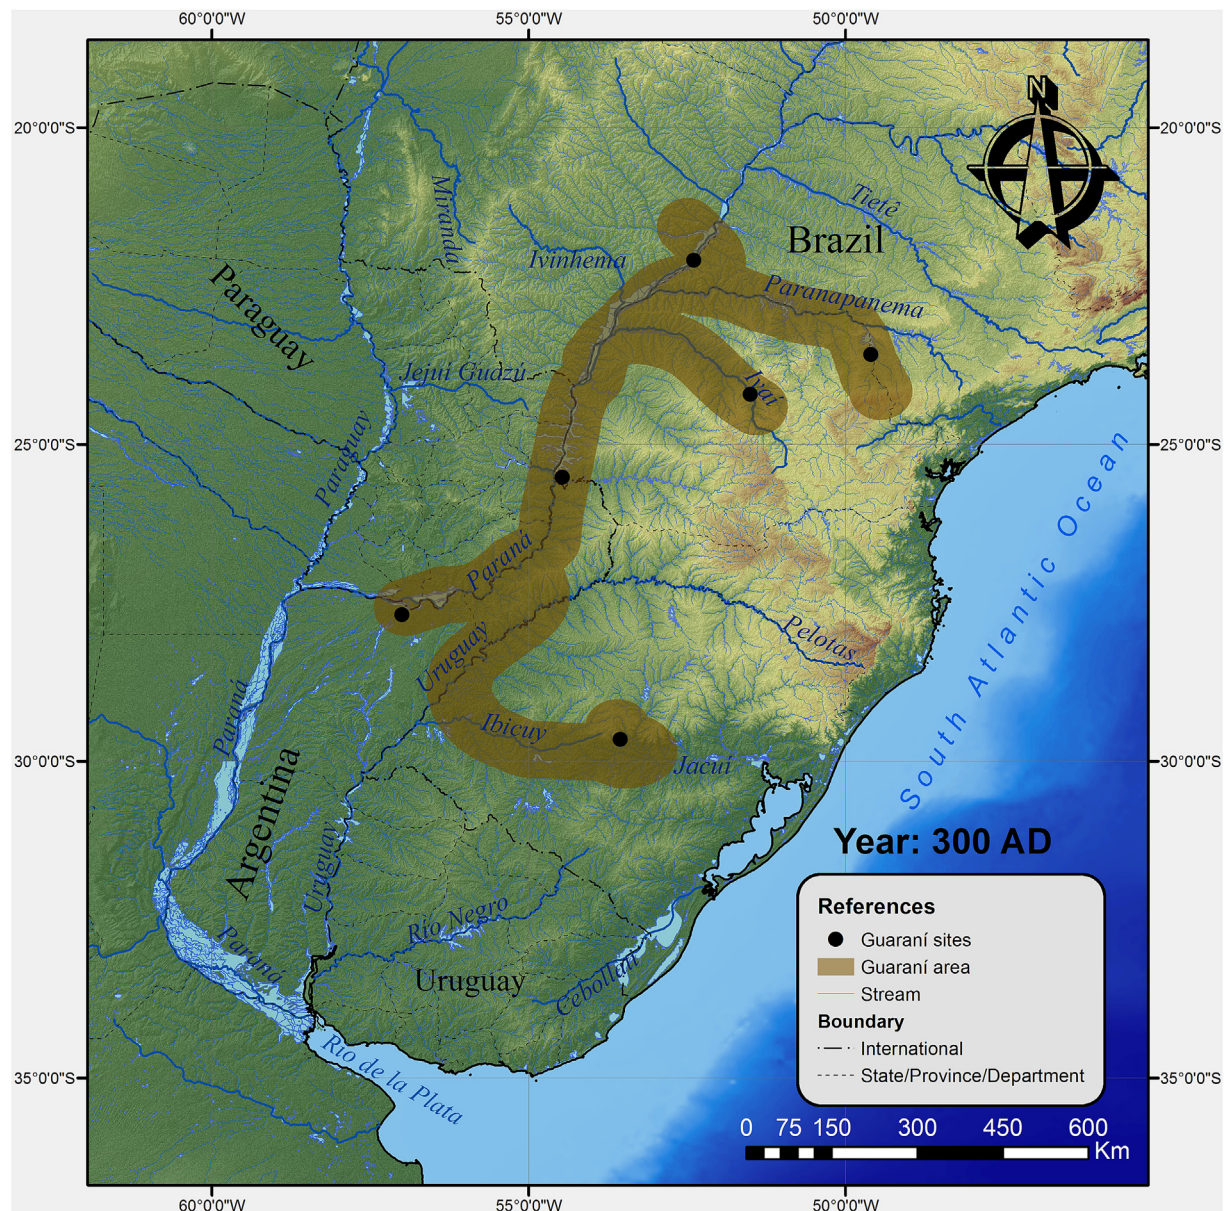 60°0'0"W 55°0'0"W 50°0'0"W
N
20°0'0"S 20°0'0"S
Miranda
Tietê
Brazil
Ivinhema
Paraguay
Paranapanema
Jejui Guazú
Ivaí
Paraguay
25°0'0"S 25°0'0"S
South Atlantic Ocean
Paraná
Uruguay
Pelotas
Paraná
Ibicuy
Jacuí
30°0'0"S 30°0'0"S
Argentina
Uruguay
Year: 300 AD
Río Negro
Paraná
Uruguay
Cebollatí
References
Guaraní sites
Guaraní area
Stream
Boundary
International
State/Province/Department
Río de la Plata
35°0'0"S 35°0'0"S
0 75 150 300 450 600
Km
60°0'0"W 55°0'0"W 50°0'0"W